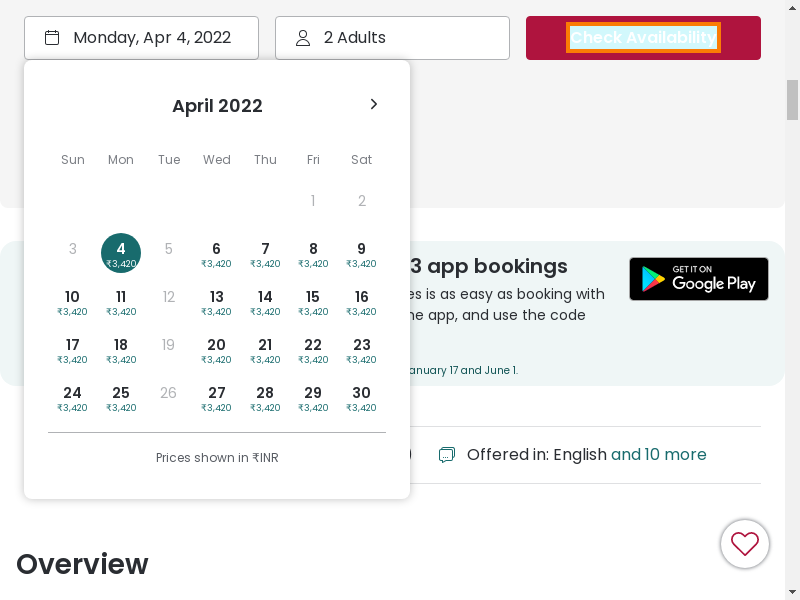 Monday, Apr 4, 2022
2 Adults
Check Availability
April 2022
Sun Mon Tue Wed Thu Fri Sat
1 2
3 4 5 6 7 8 9
₹3,420 ₹3,420 ₹3,420 ₹3,420 ₹3,420
10 11 12 13 14 15 16
₹3,420 ₹3,420 ₹3,420 ₹3,420 ₹3,420 ₹3,420
17 18 19 20 21 22 23
₹3,420 ₹3,420 ₹3,420 ₹3,420 ₹3,420 ₹3,420
24 25 26 27 28 29 30
₹3,420 ₹3,420 ₹3,420 ₹3,420 ₹3,420 ₹3,420
Prices shown in ₹INR
3 app bookings
is as easy as booking with
app, and use the code
January 17 and June 1.
GET IT ON
Google Play
Offered in: English and 10 more
Overview